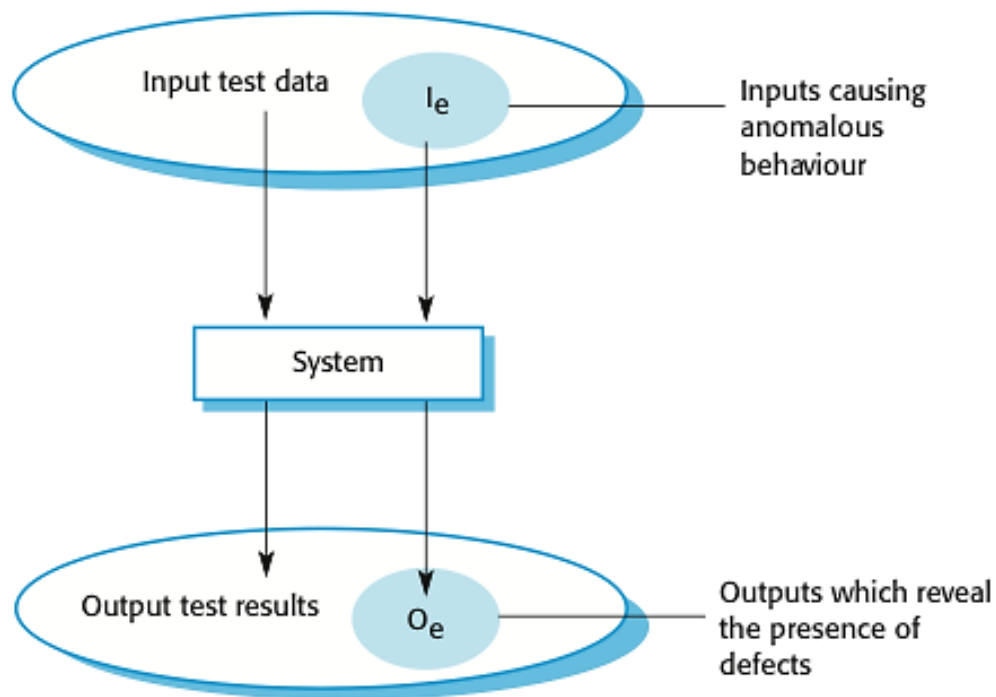 Input test data
Ie
Inputs causing
anomalous
behaviour
System
Output test results
Oe
Outputs which reveal
the presence of
defects